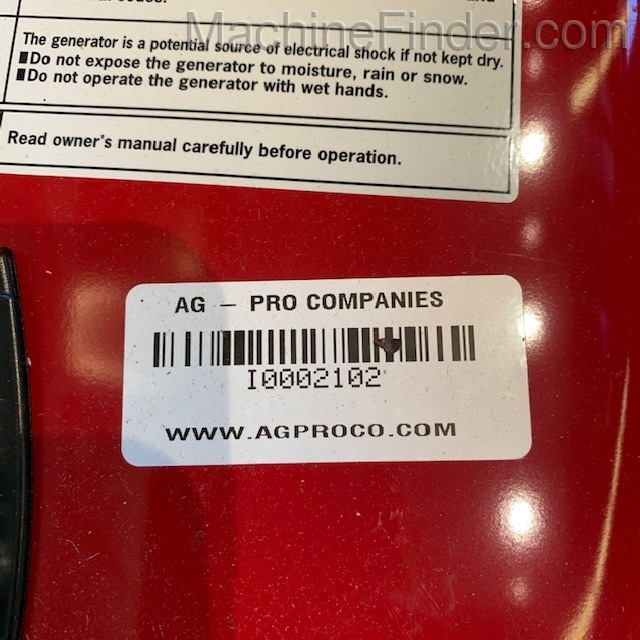 MachineFinder.com
and
The generator is a potential source of electrical shock if not kept dry.
■Do not expose the generator to moisture, rain or snow.
■Do not operate the generator with wet hands.
Read owner's manual carefully before operation.
AG – PRO COMPANIES
I0002102
WWW.AGPROCO.COM